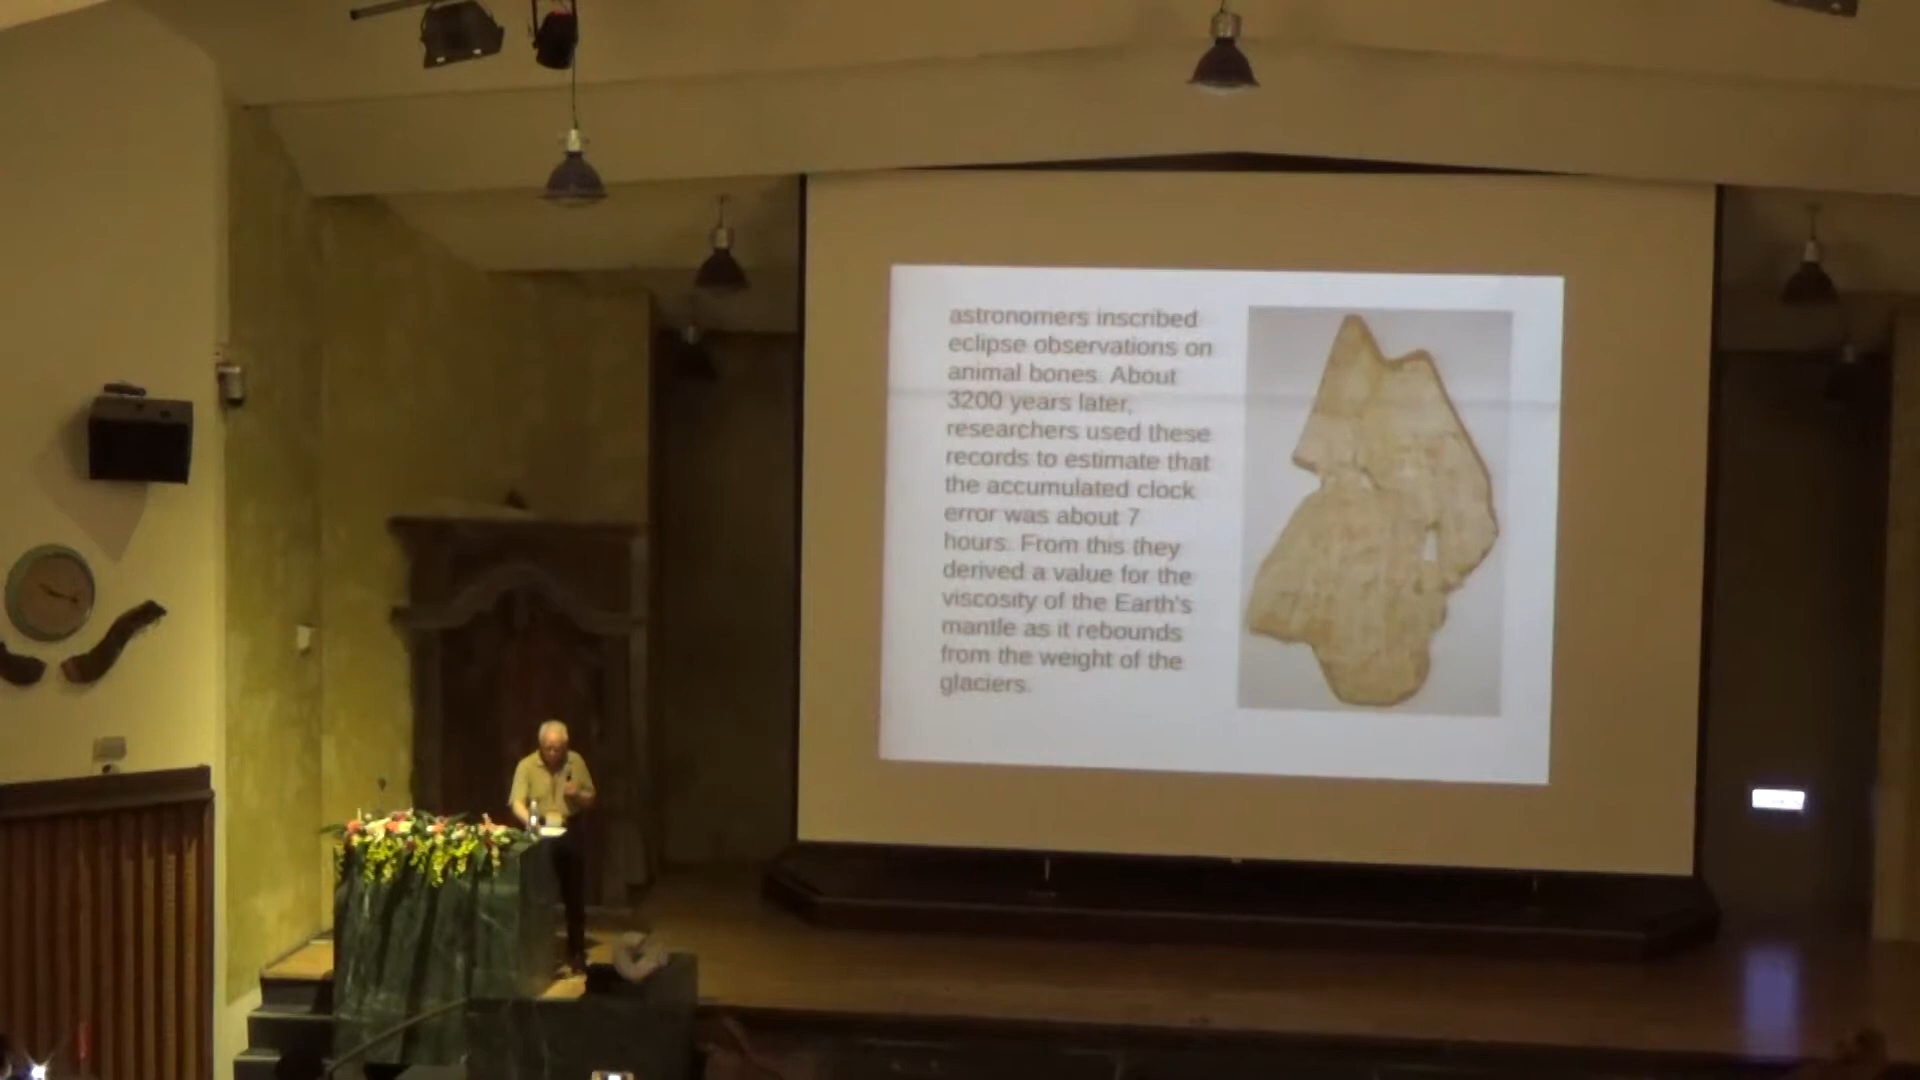 astronomers inscribed
eclipse observations on
animal bones. About
3200 years later,
researchers used these
records to estimate that
the accumulated clock
error was about 7
hours. From this they
derived a value for the
viscosity of the Earth's
mantle as it rebounds
from the weight of the
glaciers.